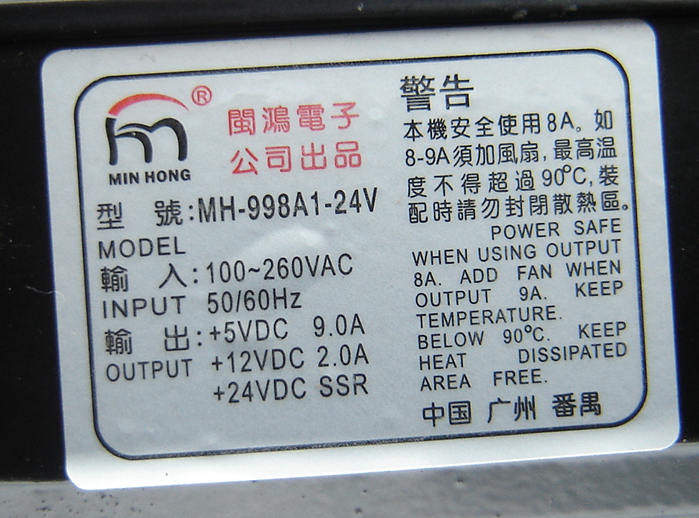 ®
MIN HONG
閩鴻電子
公司出品
型 號:MH-998A1-24V
MODEL
輸 入:100~260VAC
INPUT 50/60Hz
輸 出:+5VDC 9.0A
OUTPUT +12VDC 2.0A
+24VDC SSR
警告
本機安全使用8A。如
8-9A須加風扇,最高溫
度不得超過90℃,裝
配時請勿封閉散熱區。
POWER SAFE
WHEN USING OUTPUT
8A. ADD FAN WHEN
OUTPUT 9A. KEEP
TEMPERATURE.
BELOW 90℃. KEEP
HEAT DISSIPATED
AREA FREE.
中国 广州 番禺